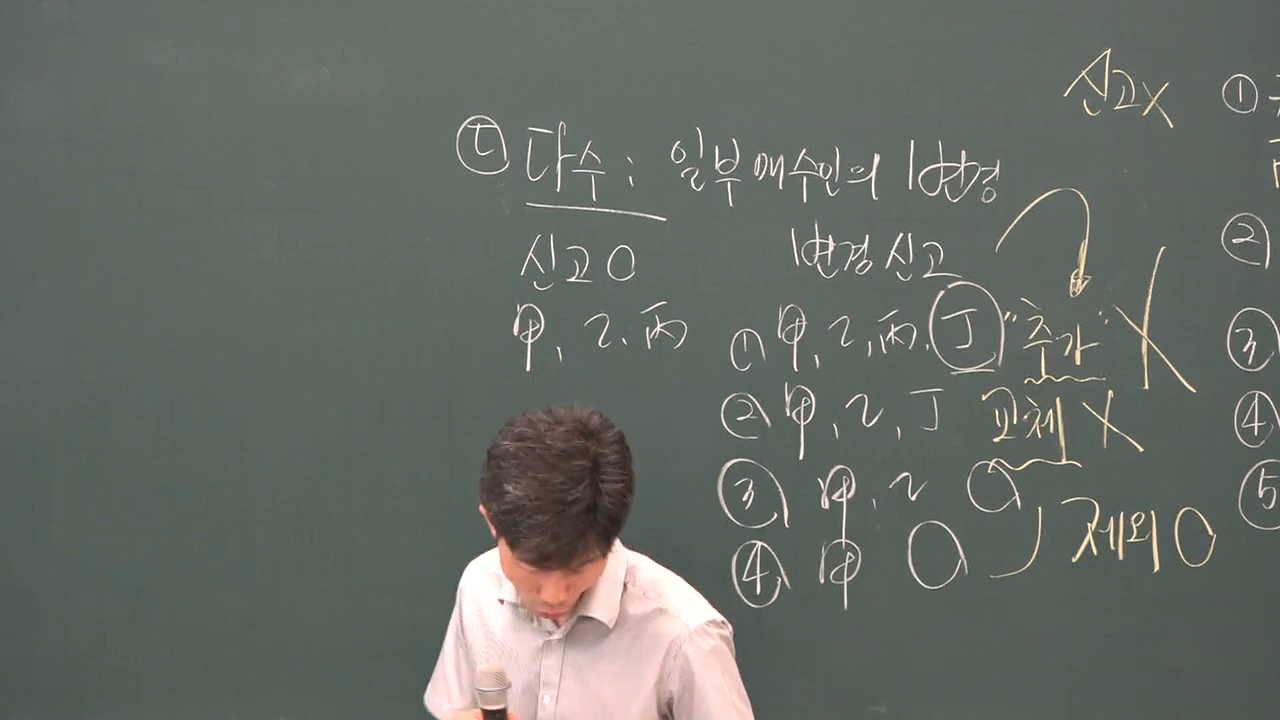 신고X ①
ⓒ 다수 : 일부 매수인의 변경
②
신고 O 변경신고
甲, 乙, 丙 ① 甲, 乙, 丙, 丁 "추가" X ③
② 甲, 乙, 丁 교체 X ④
③ 甲, 乙 O 제외 O ⑤
④ 甲 O